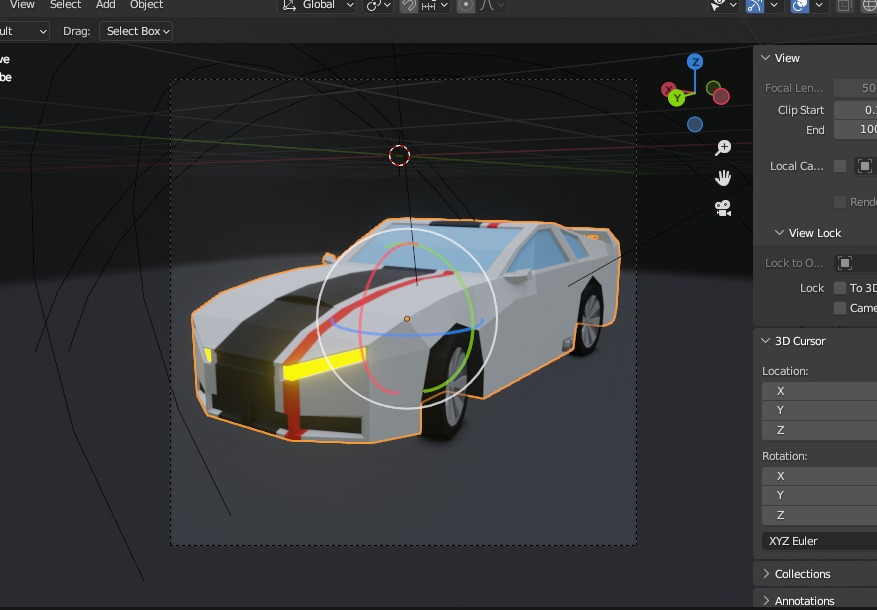 View Select Add Object Global
ult Drag: Select Box
ve
be
Z
X
Y
View
Focal Len... 50
Clip Start 0.
End 100
Local Ca...
Rende
View Lock
Lock to O...
Lock To 3D
Came
3D Cursor
Location:
X
Y
Z
Rotation:
X
Y
Z
XYZ Euler
Collections
Annotations